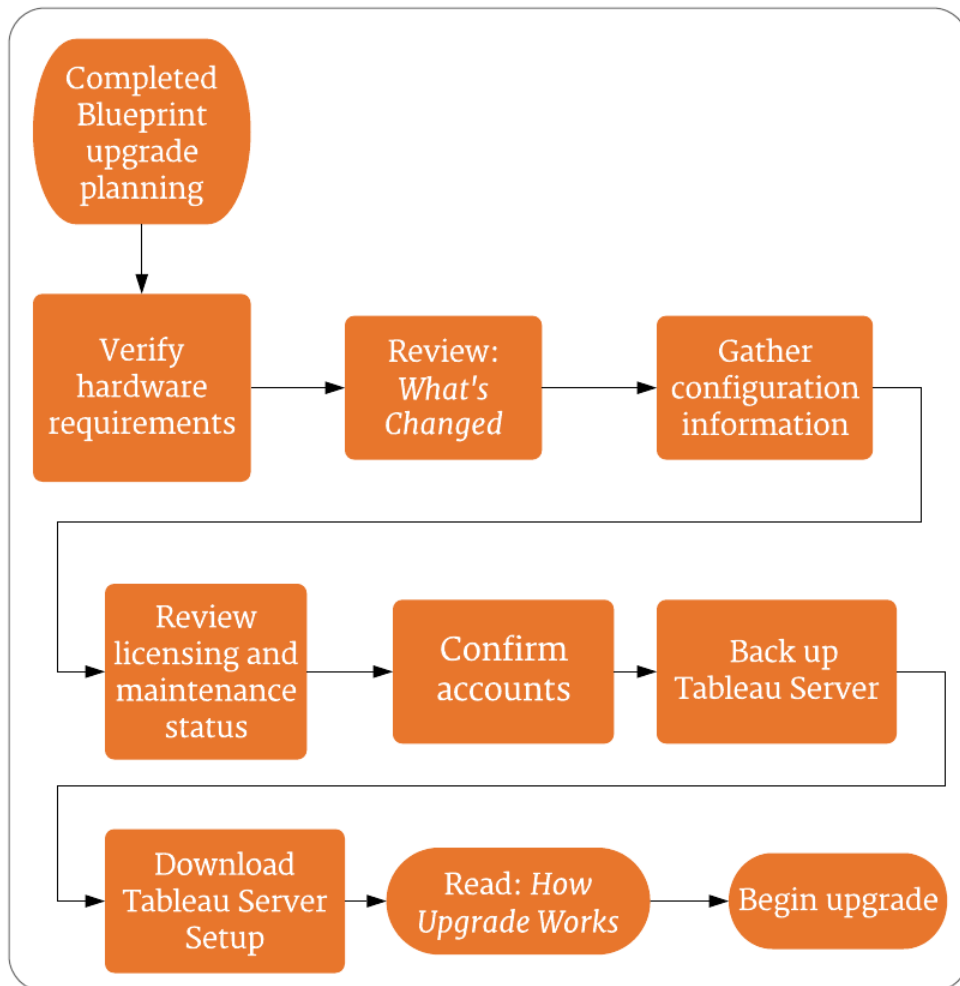 Completed
Blueprint
upgrade
planning
Verify
hardware
requirements
Review:
What's
Changed
Gather
configuration
information
Review
licensing and
maintenance
status
Confirm
accounts
Back up
Tableau Server
Download
Tableau Server
Setup
Read: How
Upgrade Works
Begin upgrade